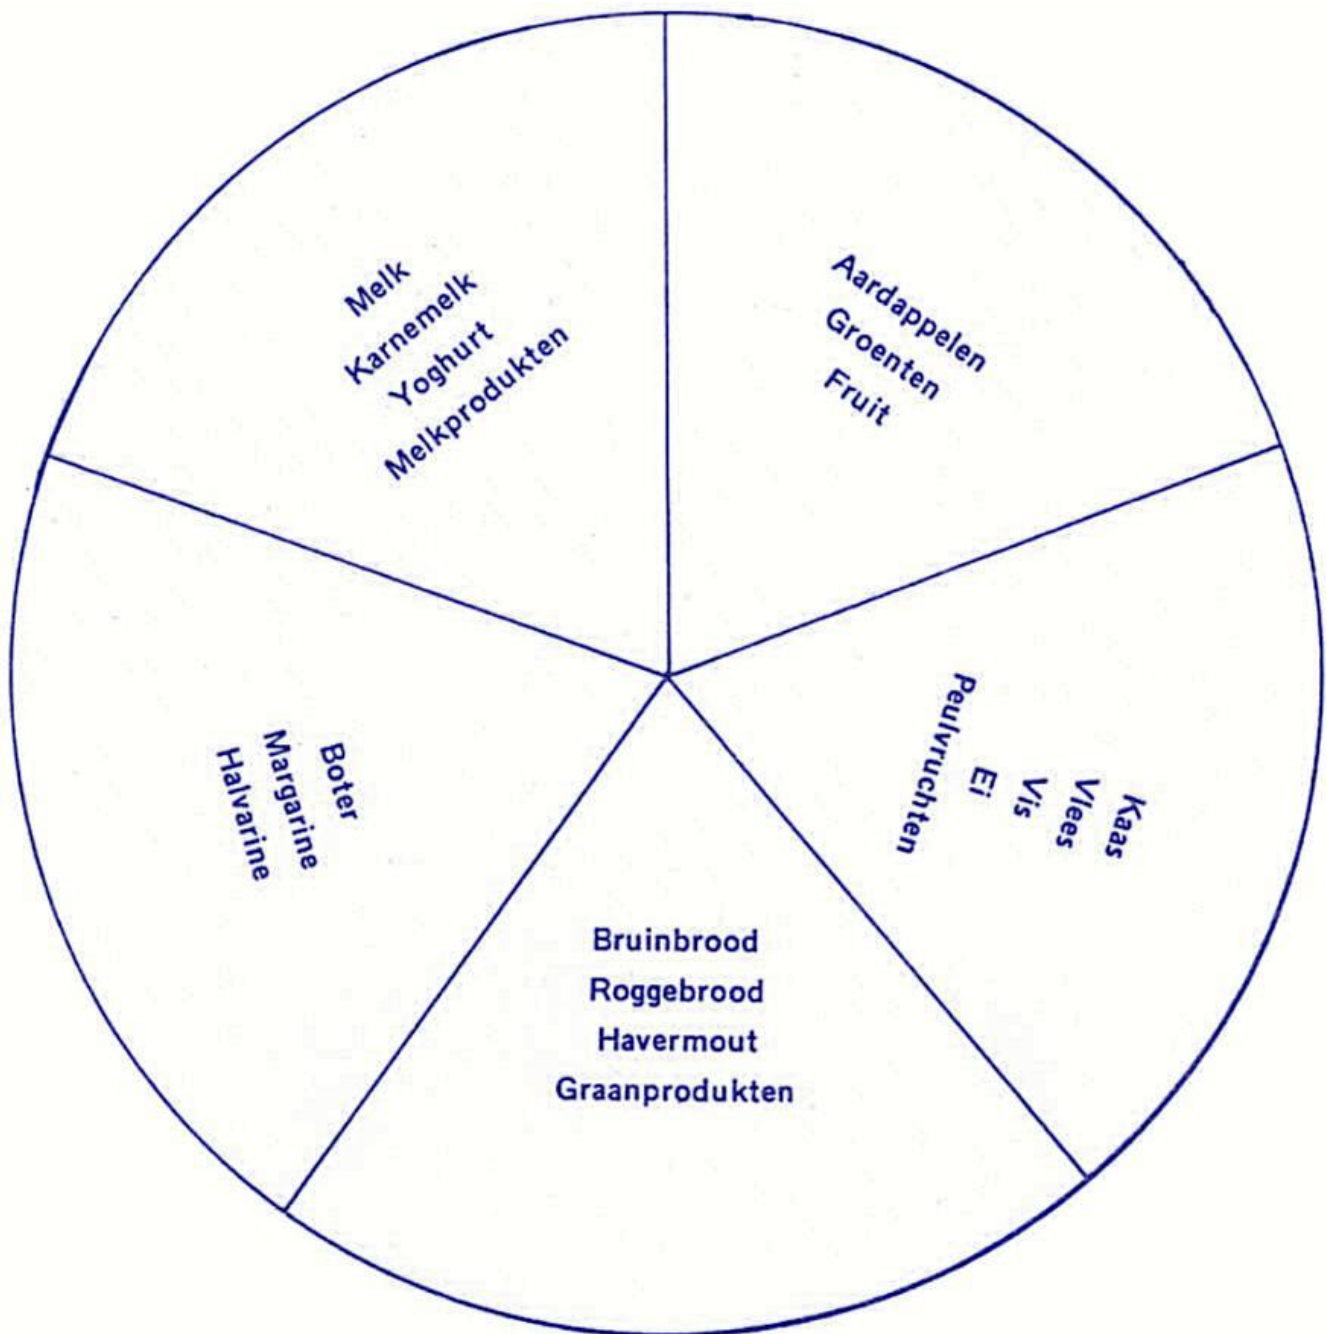 Melk
Karnemelk
Yoghurt
Melkprodukten
Aardappelen
Groenten
Fruit
Kaas
Vlees
Vis
Ei
Peulvruchten
Bruinbrood
Roggebrood
Havermout
Graanprodukten
Boter
Margarine
Halvarine